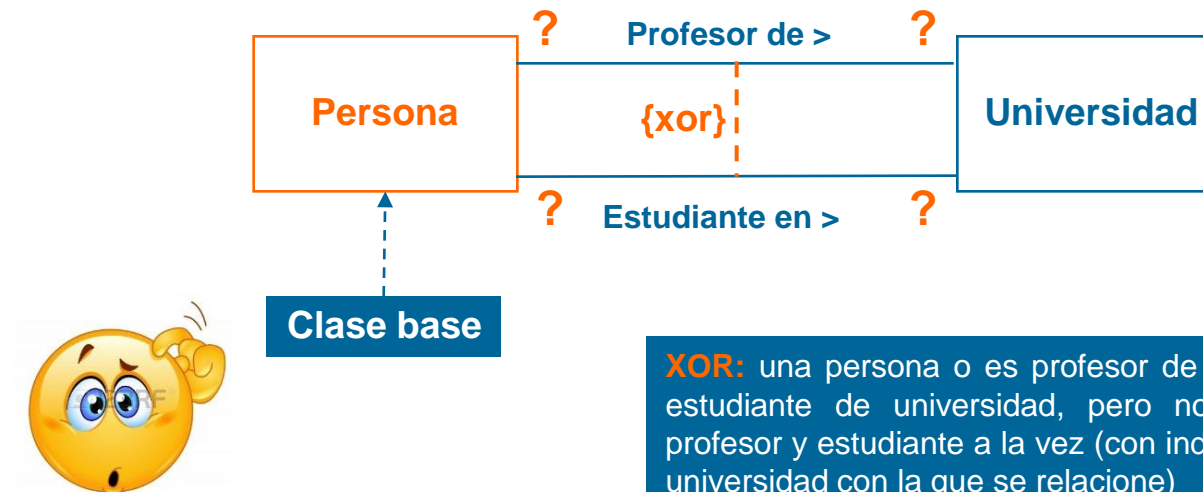 ? Profesor de > ?
Persona {xor} Universidad
? Estudiante en > ?
Clase base
XOR: una persona o es profesor de
estudiante de universidad, pero no
profesor y estudiante a la vez (con
universidad con la que se relacione)